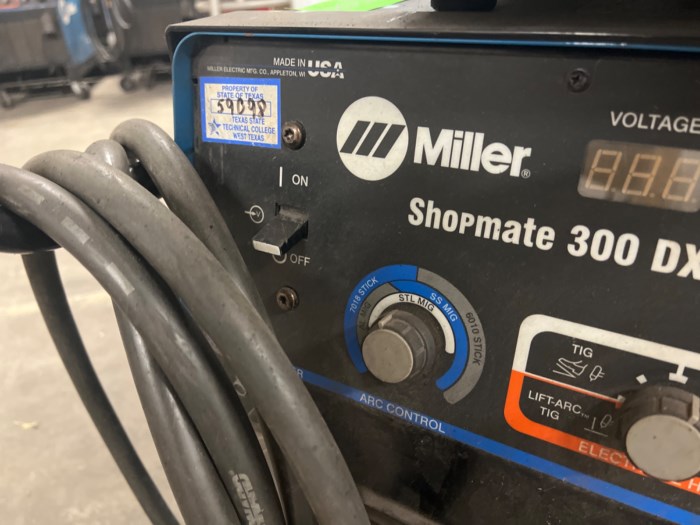 MADE IN USA
MILLER ELECTRIC MFG. CO., APPLETON, WI
PROPERTY OF
STATE OF TEXAS
59098
TEXAS STATE
TECHNICAL COLLEGE
WEST TEXAS
Miller®
VOLTAGE
ON
OFF
Shopmate 300 DX
7018 STICK
STL MIG
SS MIG
6010 STICK
ARC CONTROL
TIG
LIFT-ARC™
TIG